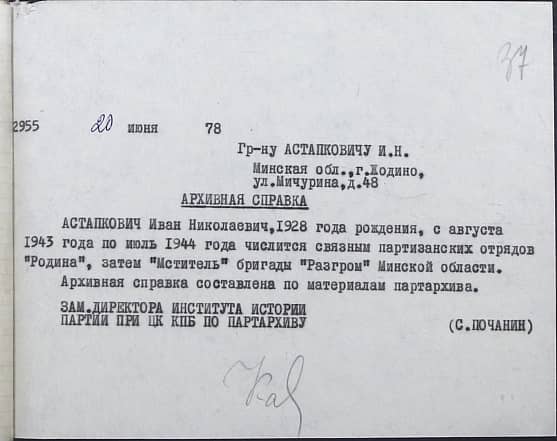 37
2955 20 июня 78
Гр-ну АСТАПКОВИЧУ И.Н.
Минская обл.,г.Жодино,
ул.Мичурина,д.48
АРХИВНАЯ СПРАВКА
АСТАПКОВИЧ Иван Николаевич,1928 года рождения, с августа
1943 года по июль 1944 года числится связным партизанских отрядов
"Родина", затем "Мститель" бригады "Разгром" Минской области.
Архивная справка составлена по материалам партархива.
ЗАМ.ДИРЕКТОРА ИНСТИТУТА ИСТОРИИ
ПАРТИИ ПРИ ЦК КПБ ПО ПАРТАРХИВУ (С.ПОЧАНИН)